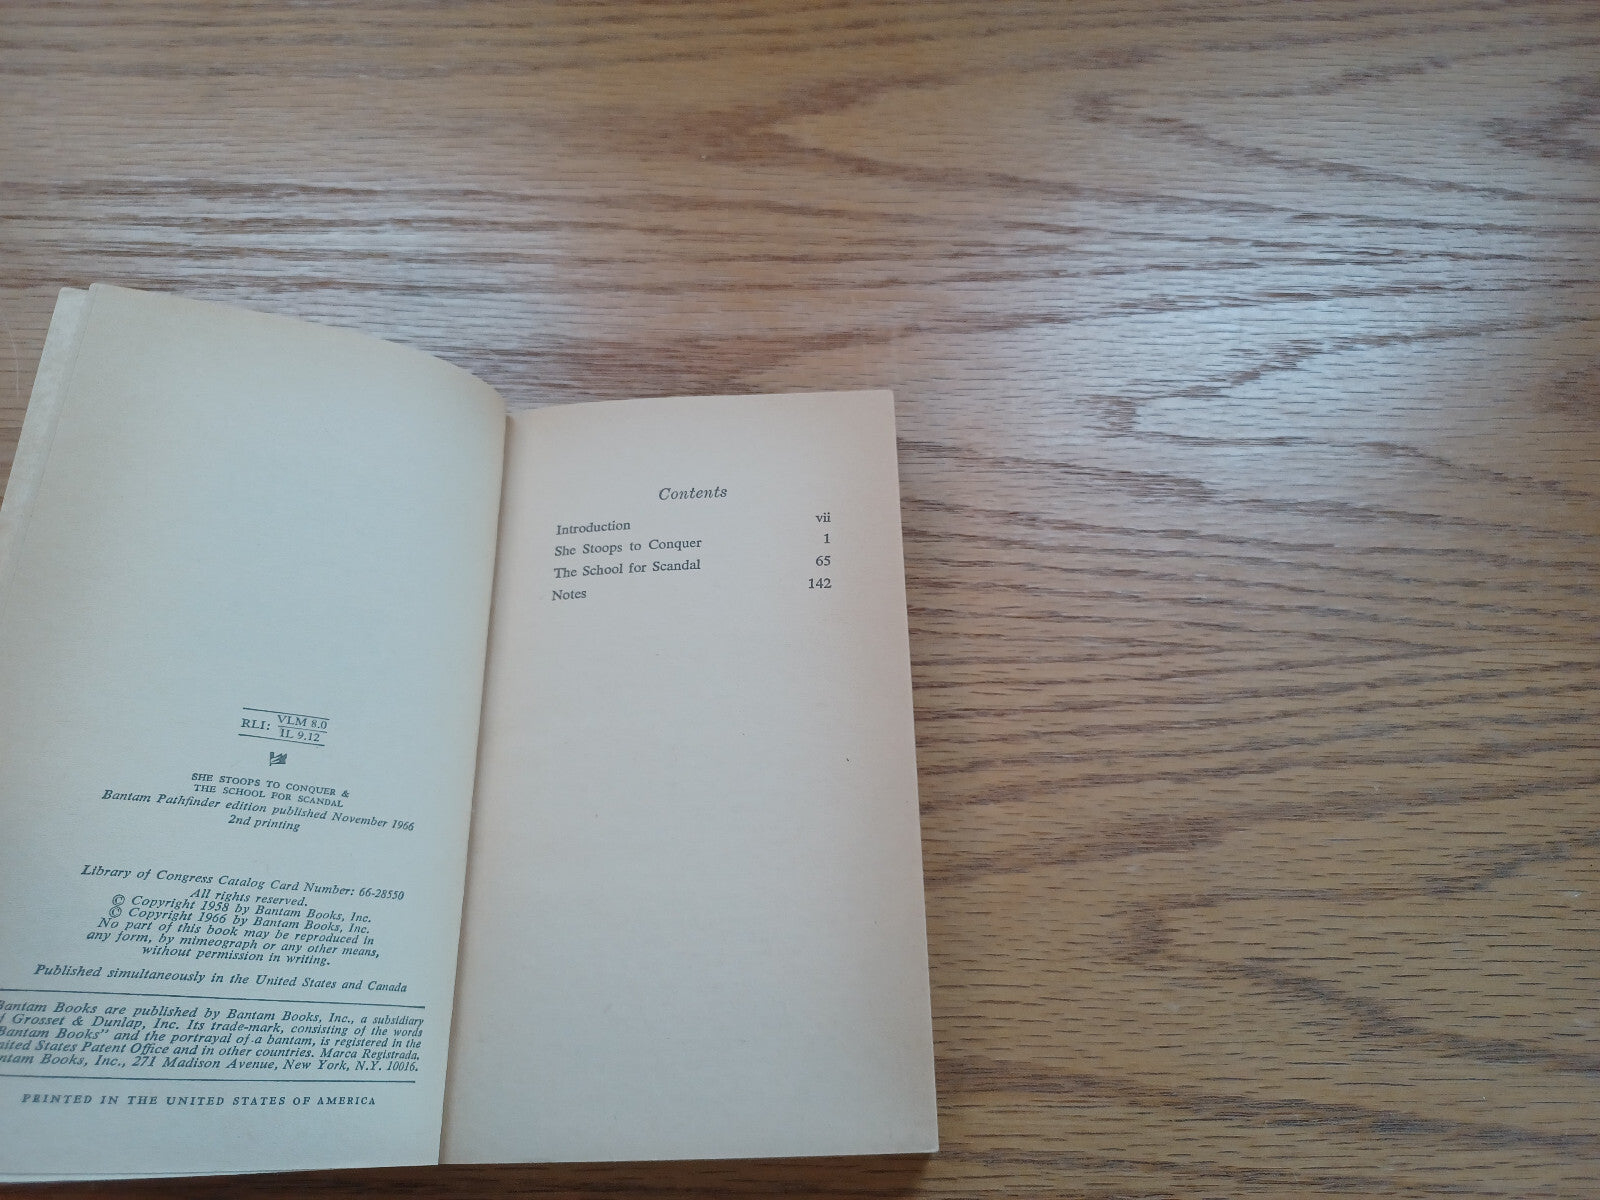 RLI: VLM 8.0
IL 9.12
SHE STOOPS TO CONQUER &
THE SCHOOL FOR SCANDAL
Bantam Pathfinder edition published November 1966
2nd printing
Library of Congress Catalog Card Number: 66-28550
All rights reserved.
© Copyright 1958 by Bantam Books, Inc.
© Copyright 1966 by Bantam Books, Inc.
No part of this book may be reproduced in
any form, by mimeograph or any other means,
without permission in writing.
Published simultaneously in the United States and Canada
Bantam Books are published by Bantam Books, Inc., a subsidiary
of Grosset & Dunlap, Inc. Its trade-mark, consisting of the words
"Bantam Books" and the portrayal of a bantam, is registered in the
United States Patent Office and in other countries. Marca Registrada.
Bantam Books, Inc., 271 Madison Avenue, New York, N.Y. 10016.
PRINTED IN THE UNITED STATES OF AMERICA
Contents
Introduction vii
She Stoops to Conquer 1
The School for Scandal 65
Notes 142